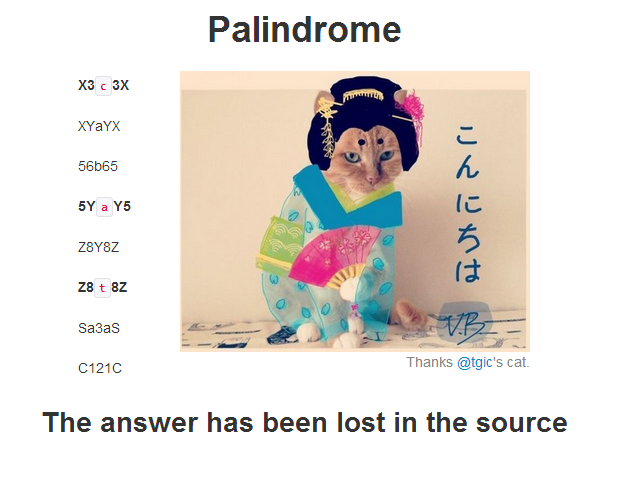 Palindrome
X3c3X
XYaYX
56b65
5YaY5
Z8Y8Z
Z8t8Z
Sa3aS
C121C
こんにちは
VB
Thanks @tgic's cat.
The answer has been lost in the source